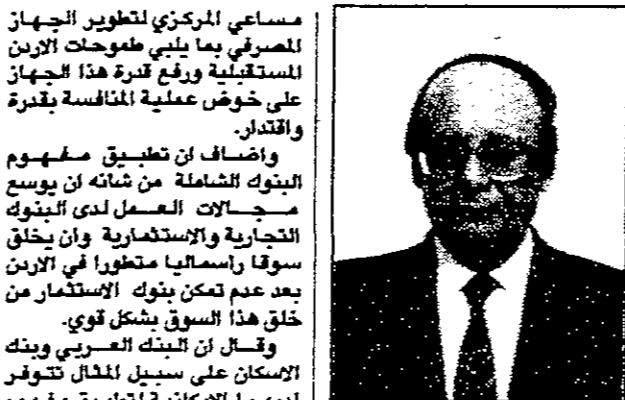 مساعي المركزي لتطوير الجهاز
المصرفي بما يلبي طموحات الاردن
المستقبلية ورفع قدرة هذا الجهاز
على خوض عملية المنافسة بقدرة
واقتدار.
واضاف ان تطبيق مفهوم
البنوك الشاملة من شانه ان يوسع
مجالات العمل لدى البنوك
التجارية والاستثمارية وان يخلق
سوقا راسماليا متطورا في الاردن
بعد عدم تمكن بنوك الاستثمار من
خلق هذا السوق بشكل قوي.
وقال ان البنك العربي وبنك
الاسكان على سبيل المثال تتوفر